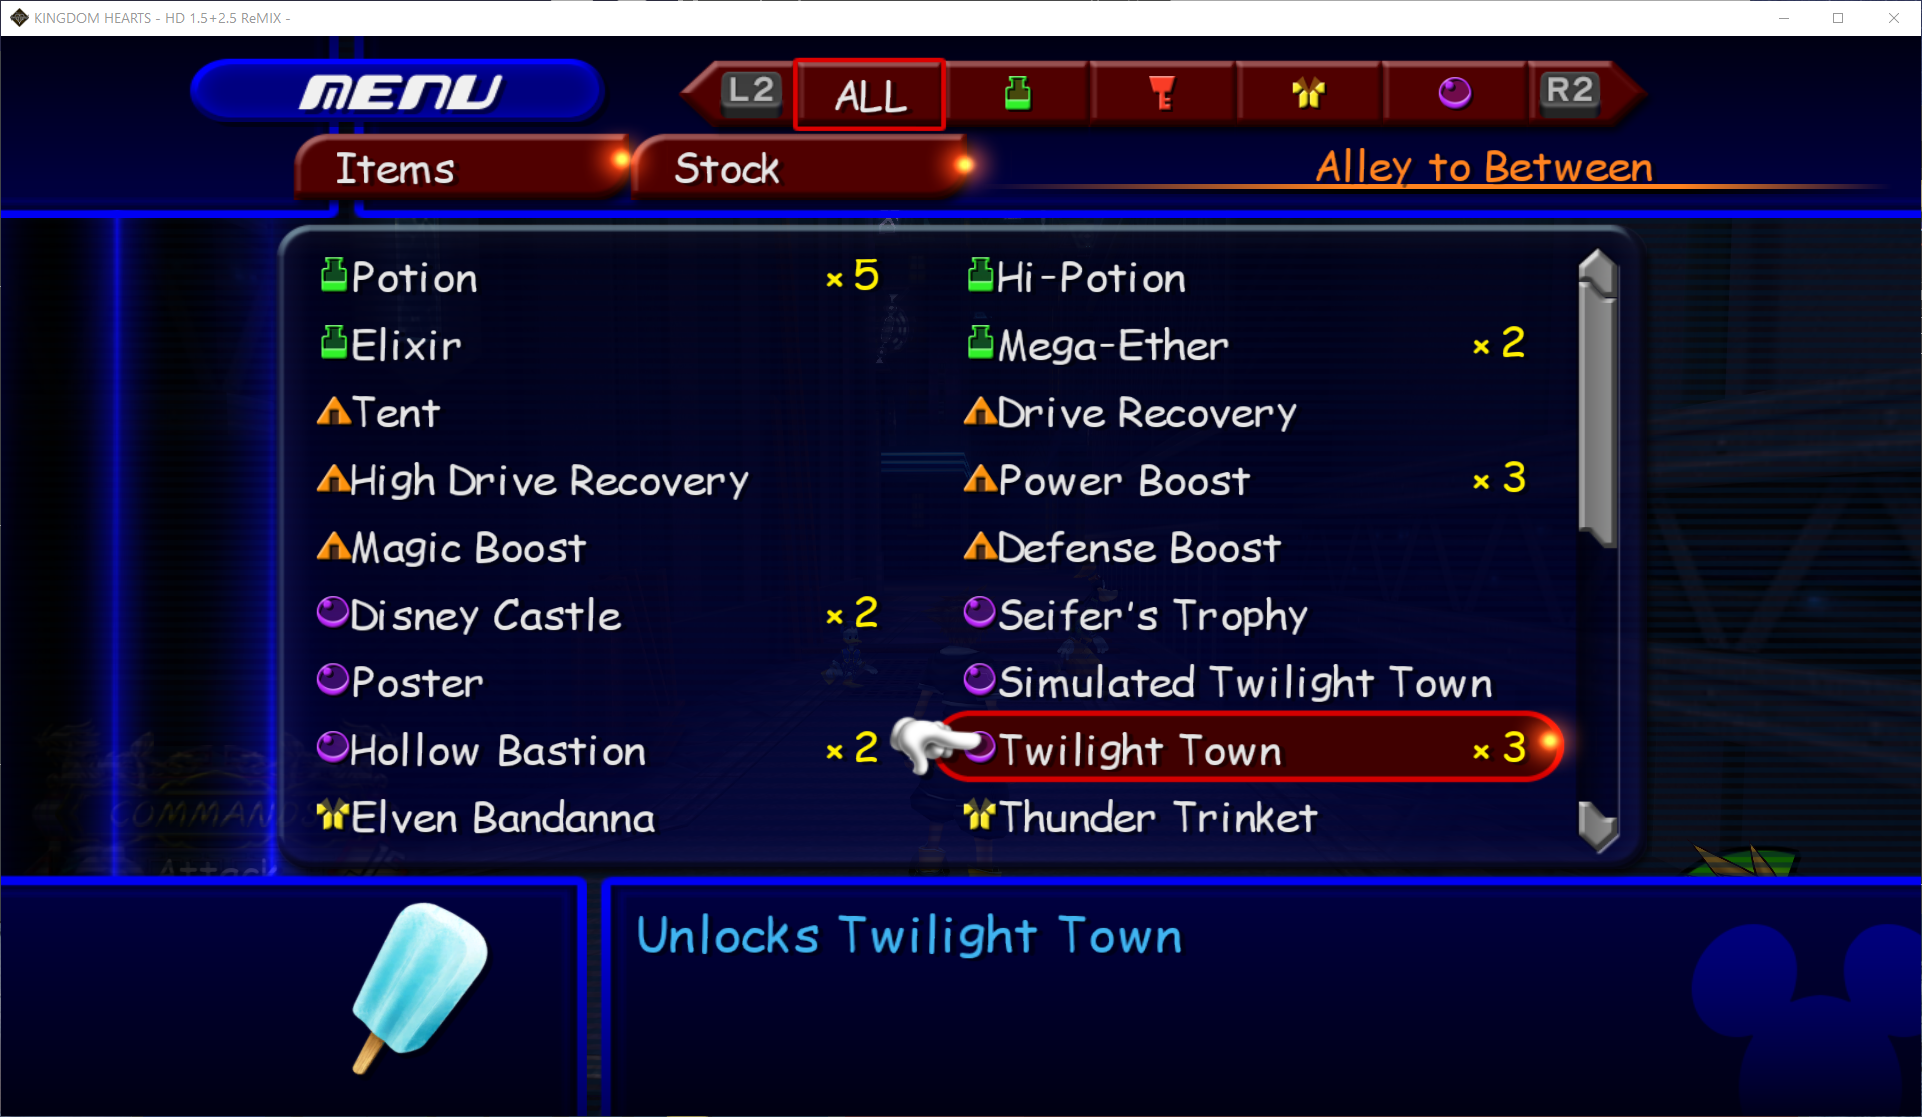 KINGDOM HEARTS - HD 1.5+2.5 ReMIX -
MENU
L2 ALL R2
Items Stock Alley to Between
Potion ×5 Hi-Potion
Elixir Mega-Ether ×2
Tent Drive Recovery
High Drive Recovery Power Boost ×3
Magic Boost Defense Boost
Disney Castle ×2 Seifer's Trophy
Poster Simulated Twilight Town
Hollow Bastion ×2 Twilight Town ×3
Elven Bandanna Thunder Trinket
COMMANDS
Attack
Unlocks Twilight Town